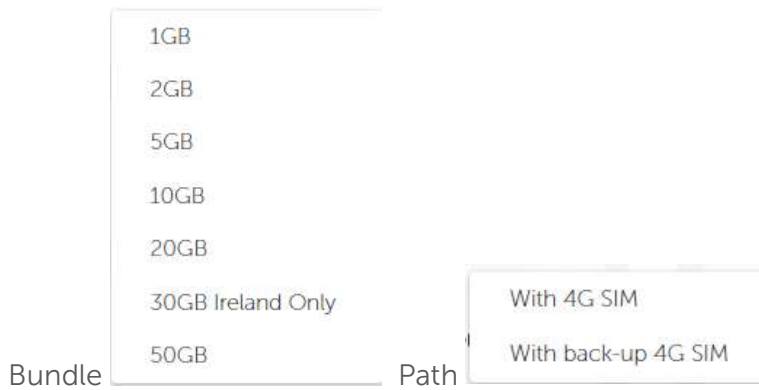 1GB
2GB
5GB
10GB
20GB
30GB Ireland Only
50GB
Bundle
With 4G SIM
With back-up 4G SIM
Path